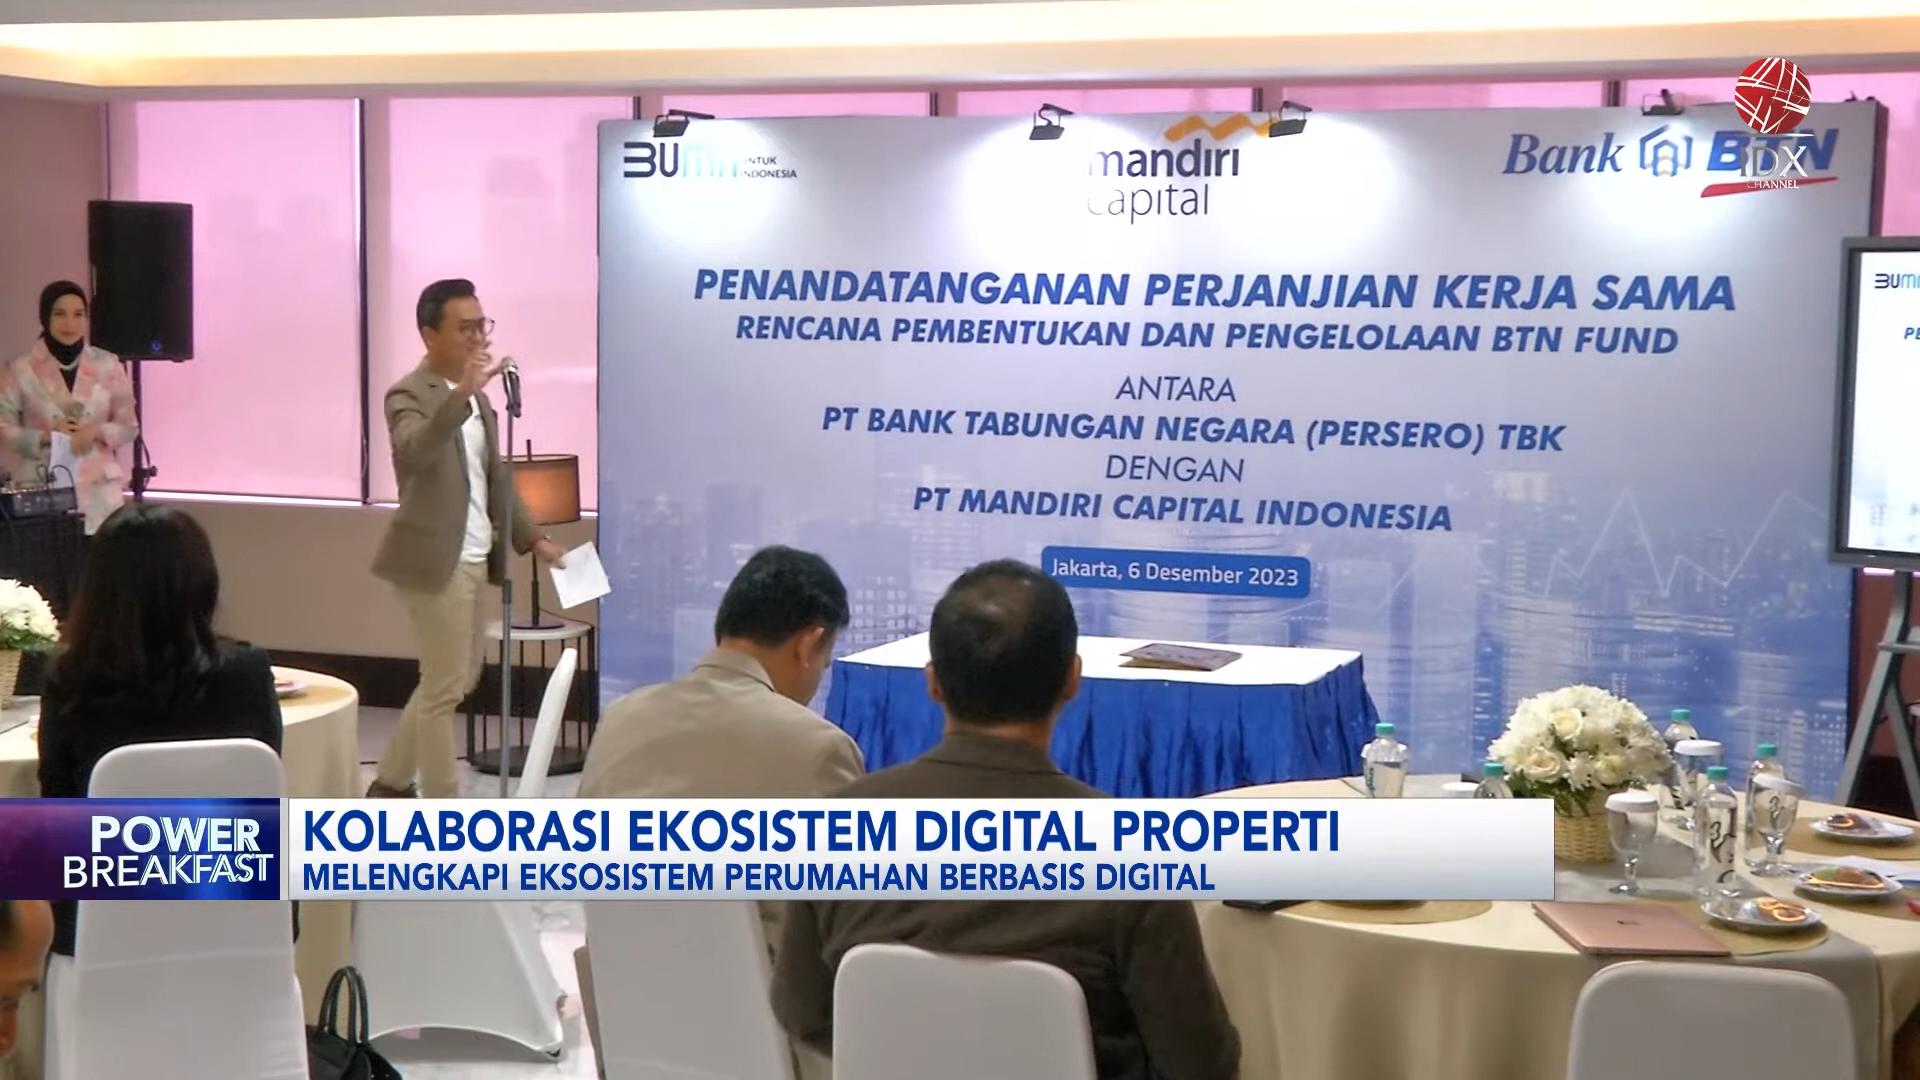 BUMN UNTUK INDONESIA
mandiri
capital
Bank BTN
IDX
CHANNEL
PENANDATANGANAN PERJANJIAN KERJA SAMA
RENCANA PEMBENTUKAN DAN PENGELOLAAN BTN FUND
ANTARA
PT BANK TABUNGAN NEGARA (PERSERO) TBK
DENGAN
PT MANDIRI CAPITAL INDONESIA
Jakarta, 6 Desember 2023
POWER
BREAKFAST
KOLABORASI EKOSISTEM DIGITAL PROPERTI
MELENGKAPI EKSOSISTEM PERUMAHAN BERBASIS DIGITAL